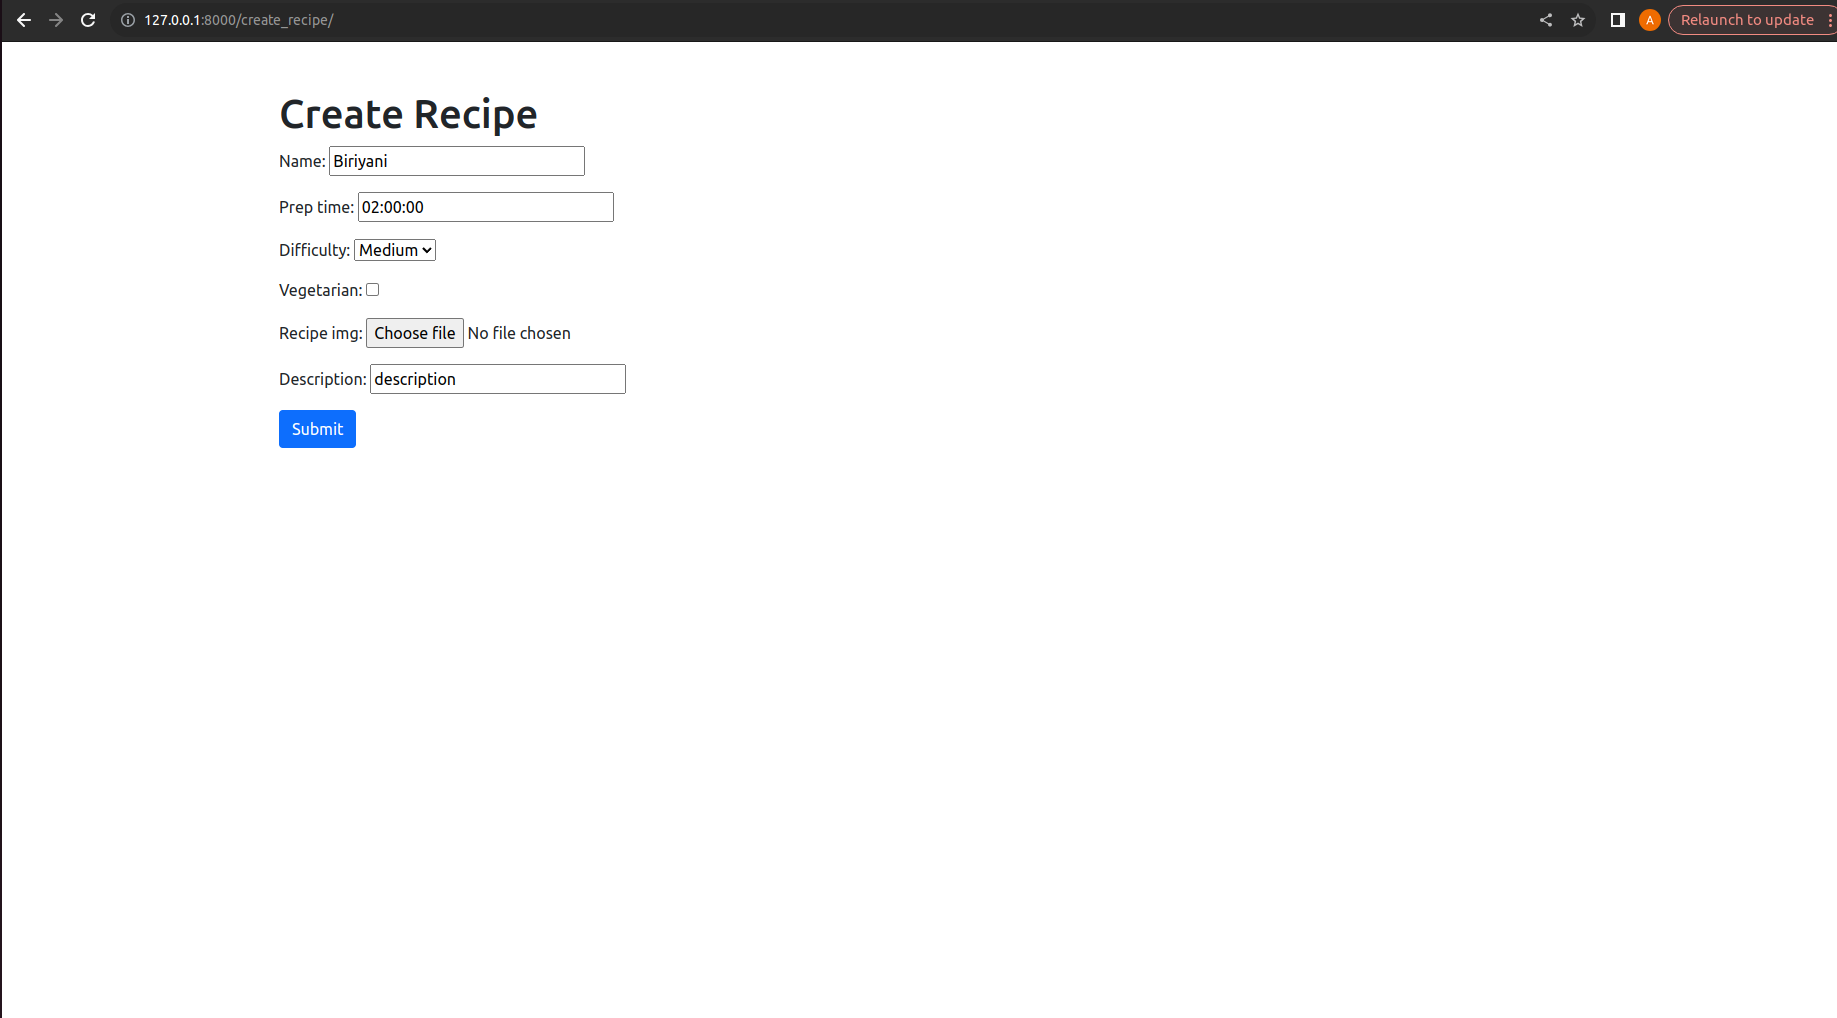 127.0.0.1:8000/create_recipe/
A
Relaunch to update
Create Recipe
Name: Biriyani
Prep time: 02:00:00
Difficulty: Medium
Vegetarian:
Recipe img: Choose file No file chosen
Description: description
Submit